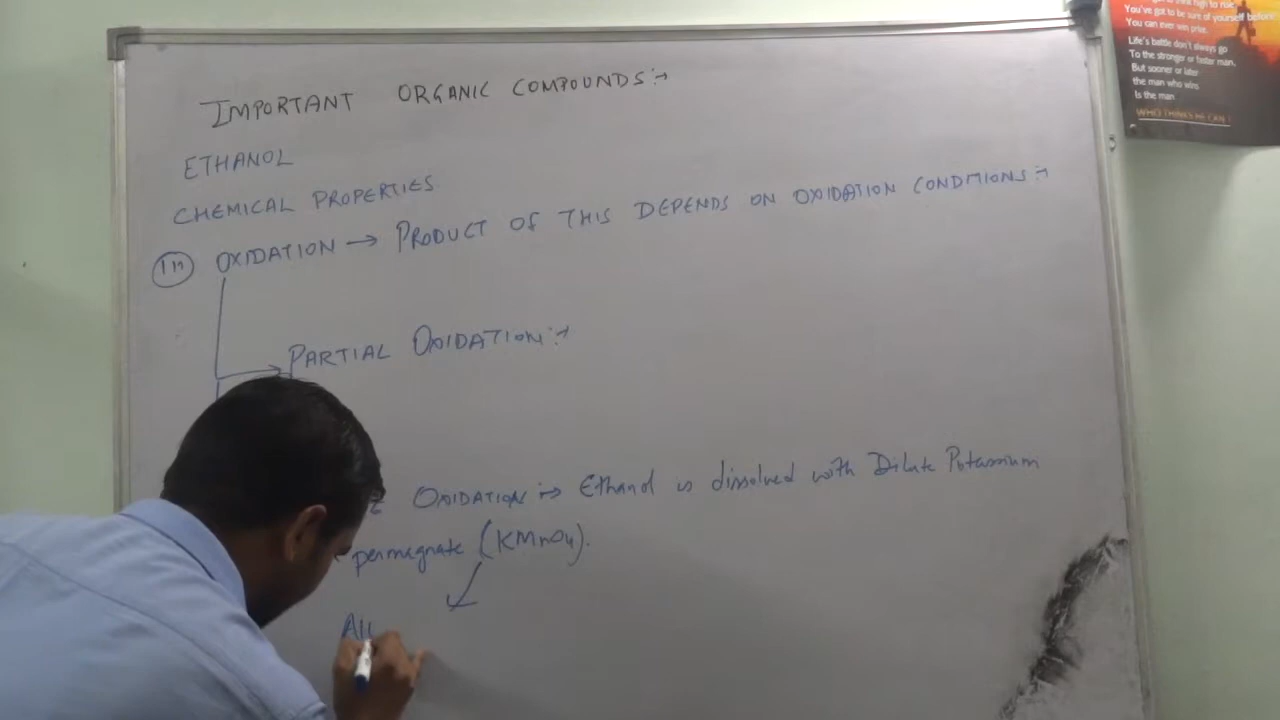 IMPORTANT ORGANIC COMPOUNDS:→
ETHANOL
CHEMICAL PROPERTIES
OXIDATION → PRODUCT OF THIS DEPENDS ON OXIDATION CONDITIONS:→
PARTIAL OXIDATION:→
OXIDATION:→ Ethanol is dissolved with Dilute Potassium
permagnate (KMnO4).
You've got to be sure of yourself before
You can ever win prize.
Life's battle don't always go
To the stronger or faster man,
But sooner or later
the man who wins
Is the man
WHO THINKS HE CAN!